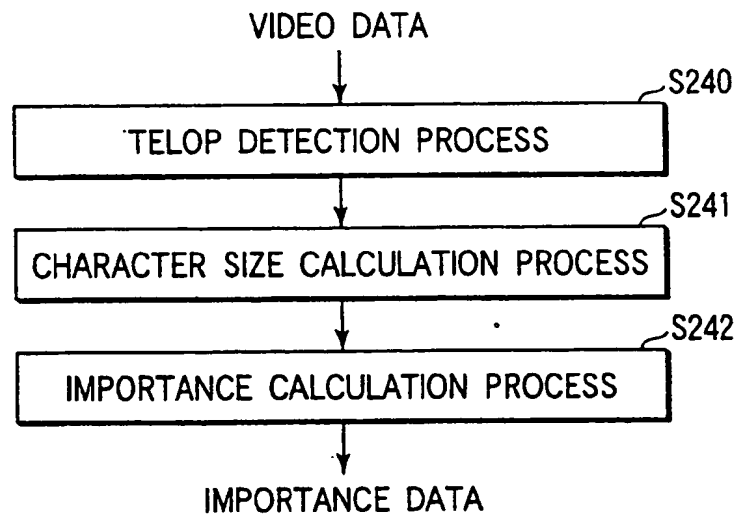 VIDEO DATA
S240
TELOP DETECTION PROCESS
S241
CHARACTER SIZE CALCULATION PROCESS
S242
IMPORTANCE CALCULATION PROCESS
IMPORTANCE DATA